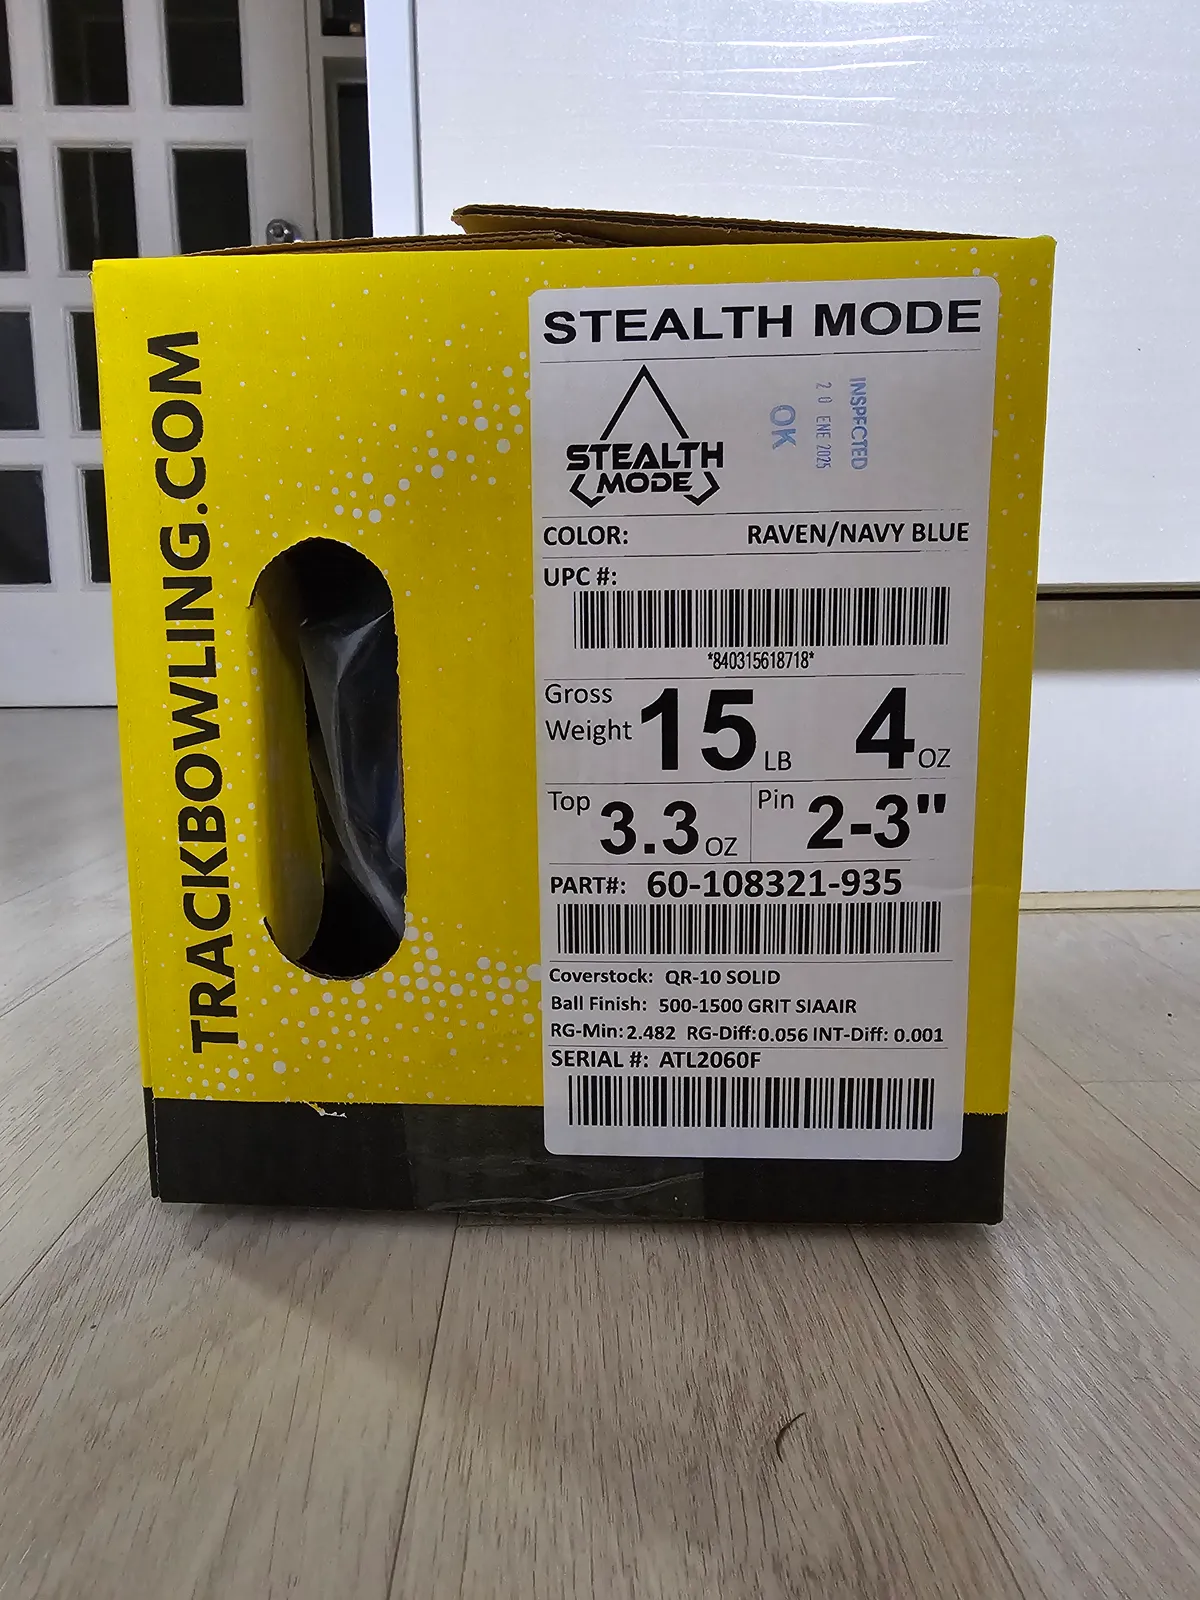 TRACKBOWLING.COM
STEALTH MODE
STEALTH
MODE
OK
20 ENE 2025
INSPECTED
COLOR: RAVEN/NAVY BLUE
UPC #:
*840315618718*
Gross Weight 15 LB 4 OZ
Top 3.3 OZ Pin 2-3"
PART#: 60-108321-935
Coverstock: QR-10 SOLID
Ball Finish: 500-1500 GRIT SIAAIR
RG-Min: 2.482 RG-Diff: 0.056 INT-Diff: 0.001
SERIAL #: ATL2060F